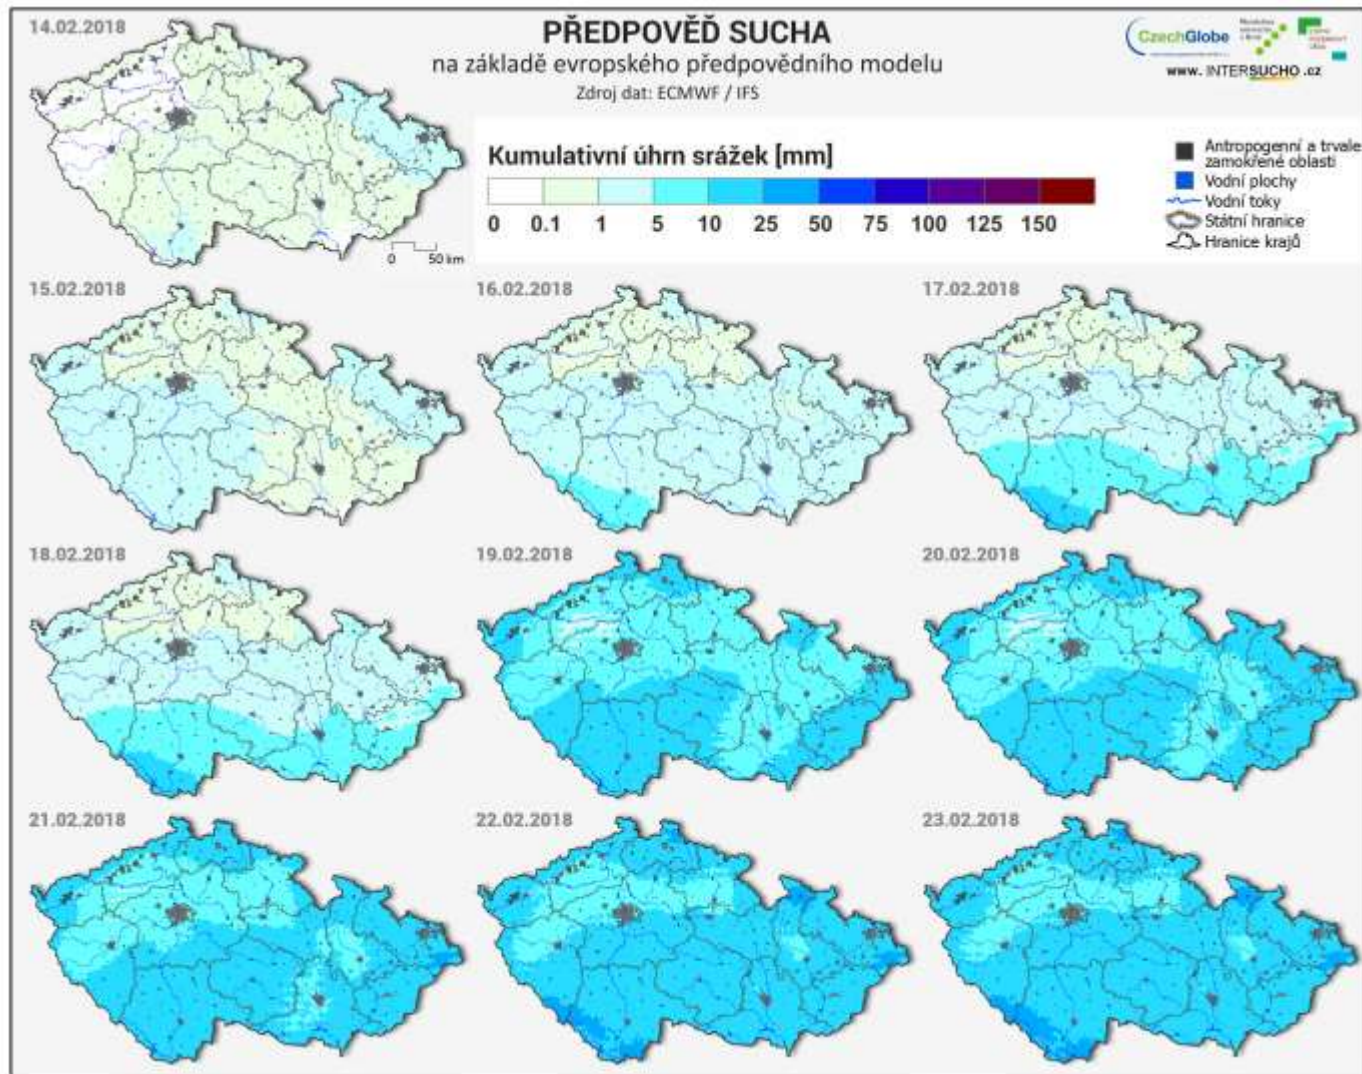 14.02.2018
PŘEDPOVĚĎ SUCHA
na základě evropského předpovědního modelu
Zdroj dat: ECMWF / IFS
CzechGlobe
www. INTERSUCHO .cz
Kumulativní úhrn srážek [mm]
0 0.1 1 5 10 25 50 75 100 125 150
Antropogenní a trvale
zamokřené oblasti
Vodní plochy
Vodní toky
Státní hranice
Hranice krajů
0 50 km
15.02.2018
16.02.2018
17.02.2018
18.02.2018
19.02.2018
20.02.2018
21.02.2018
22.02.2018
23.02.2018